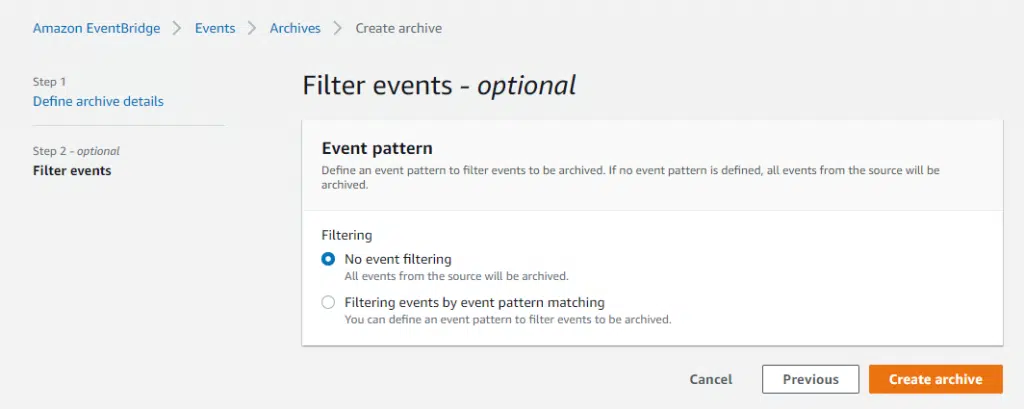 Amazon EventBridge > Events > Archives > Create archive
Step 1
Define archive details
Step 2 - optional
Filter events
Filter events - optional
Event pattern
Define an event pattern to filter events to be archived. If no event pattern is defined, all events from the source will be
archived.
Filtering
No event filtering
All events from the source will be archived.
Filtering events by event pattern matching
You can define an event pattern to filter events to be archived.
Cancel Previous Create archive